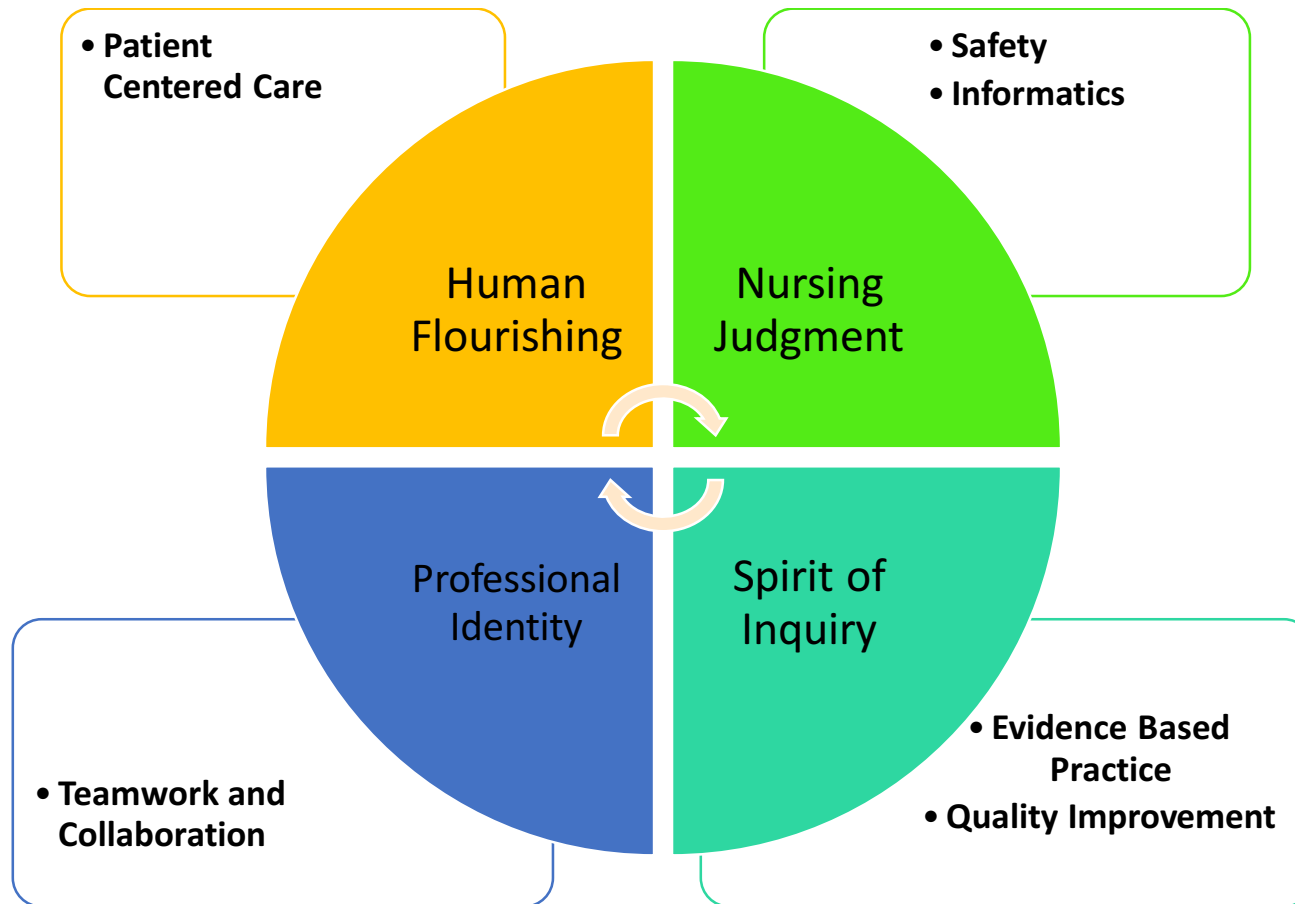 • Patient
Centered Care
• Safety
• Informatics
Human
Flourishing
Nursing
Judgment
Professional
Identity
Spirit of
Inquiry
• Teamwork and
Collaboration
• Evidence Based
Practice
• Quality Improvement